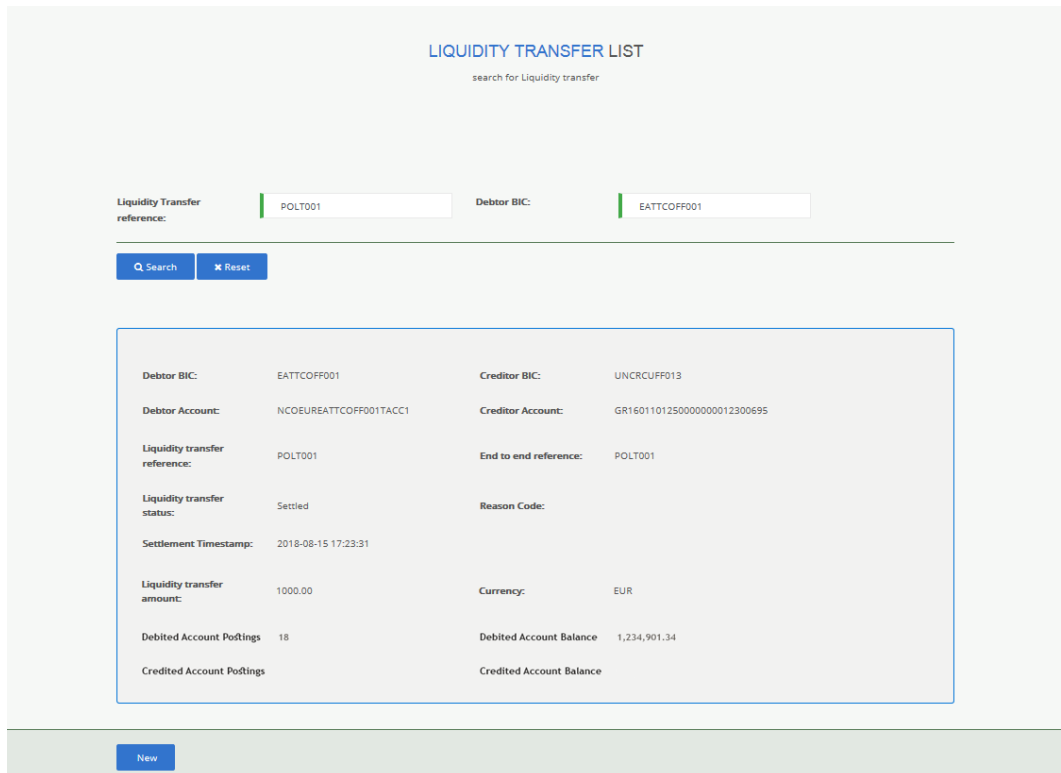 LIQUIDITY TRANSFER LIST
search for Liquidity transfer
Liquidity Transfer
reference:
POLT001
Debtor BIC:
EATTCOFF001
Search
Reset
Debtor BIC: EATTCOFF001 Creditor BIC: UNCRCUFF013
Debtor Account: NCOEUREATTCOFF001TACC1 Creditor Account: GR1601101250000000012300695
Liquidity transfer
reference:
POLT001 End to end reference: POLT001
Liquidity transfer
status:
Settled Reason Code:
Settlement Timestamp: 2018-08-15 17:23:31
Liquidity transfer
amount:
1000.00 Currency: EUR
Debited Account Postings 18 Debited Account Balance 1,234,901.34
Credited Account Postings Credited Account Balance
New